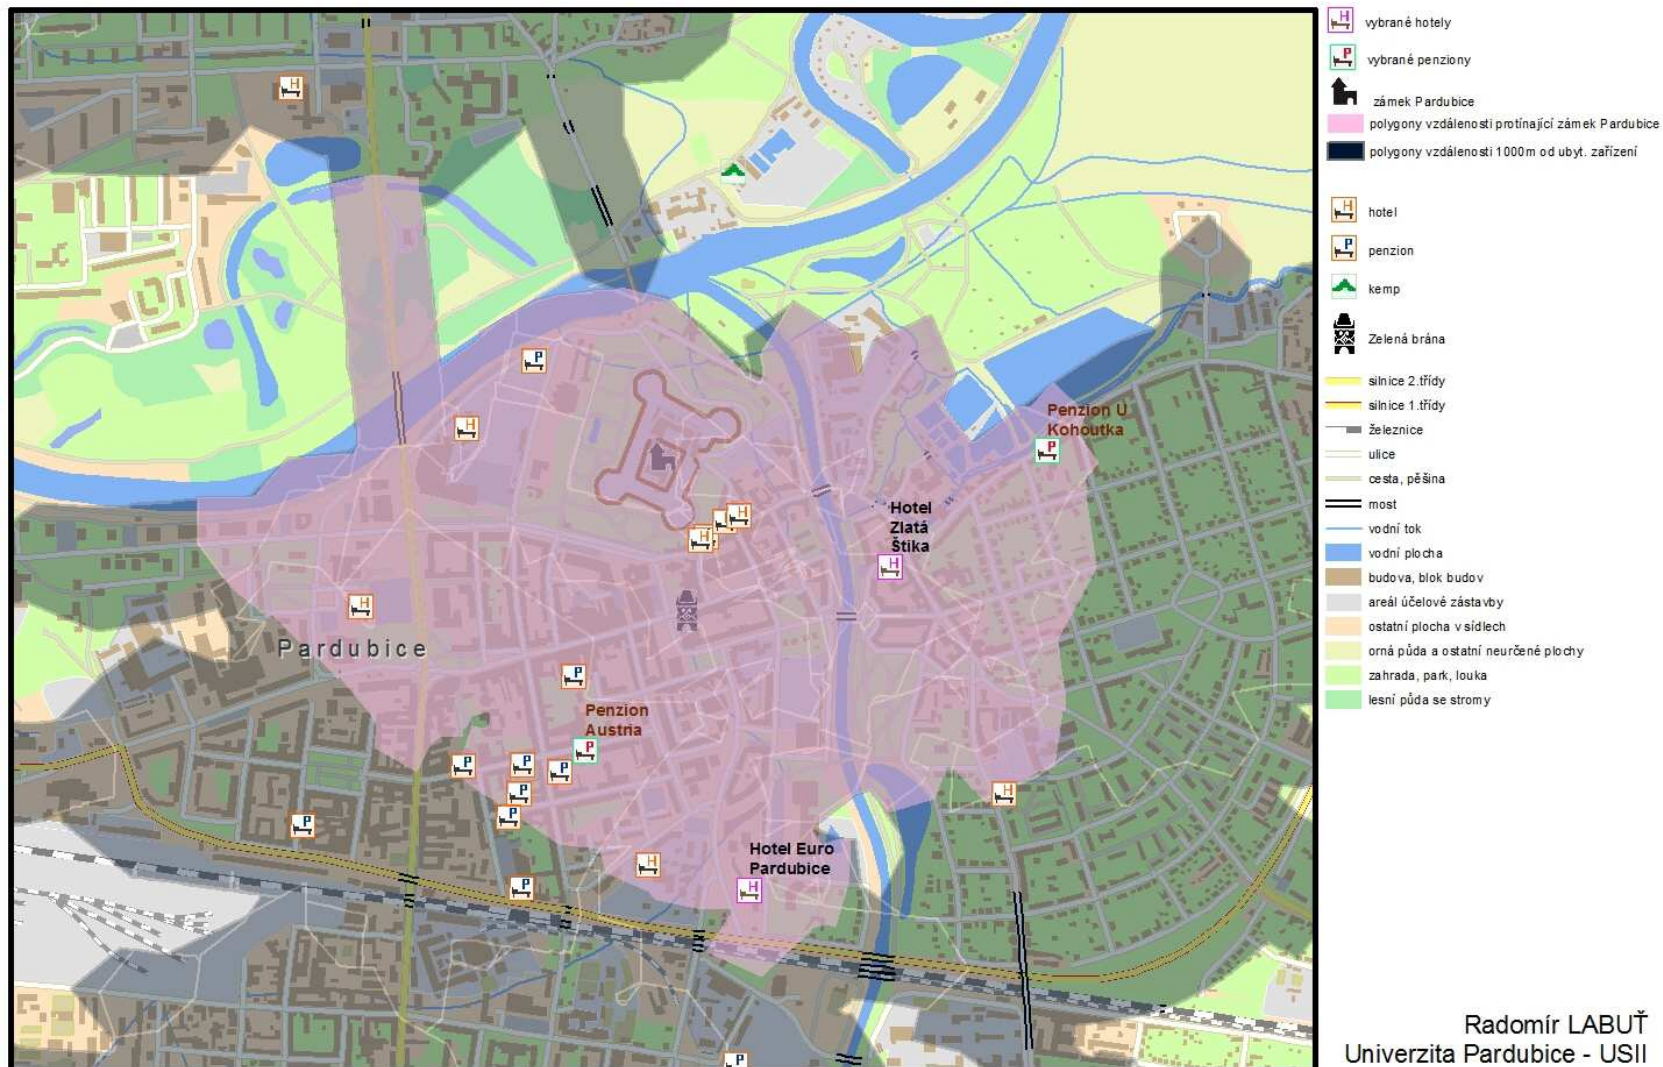 Pardubice
Penzion U
Kohoutka
Hotel
Zlatá
Štika
Penzion
Austria
Hotel Euro
Pardubice
vybrané hotely
vybrané penziony
zámek Pardubice
polygony vzdálenosti protínající zámek Pardubice
polygony vzdálenosti 1000m od ubyt. zařízení
hotel
penzion
kemp
Zelená brána
silnice 2.třídy
silnice 1.třídy
železnice
ulice
cesta, pěšina
most
vodní tok
vodní plocha
budova, blok budov
areál účelové zástavby
ostatní plocha v sídlech
orná půda a ostatní neurčené plochy
zahrada, park, louka
lesní půda se stromy
Radomír LABUŤ
Univerzita Pardubice - USII